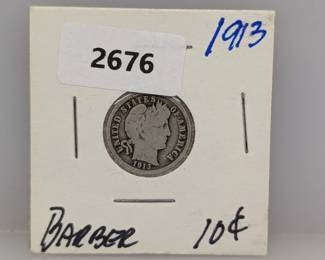 1913
2676
UNITED STATES OF AMERICA
1913
BARBER 10¢